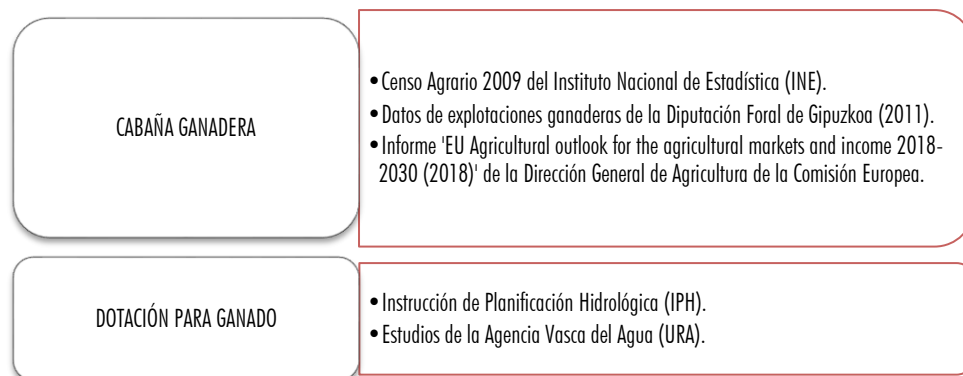 CABAÑA GANADERA
•Censo Agrario 2009 del Instituto Nacional de Estadística (INE).
•Datos de explotaciones ganaderas de la Diputación Foral de Gipuzkoa (2011).
•Informe 'EU Agricultural outlook for the agricultural markets and income 2018-
2030 (2018)' de la Dirección General de Agricultura de la Comisión Europea.
DOTACIÓN PARA GANADO
•Instrucción de Planificación Hidrológica (IPH).
•Estudios de la Agencia Vasca del Agua (URA).